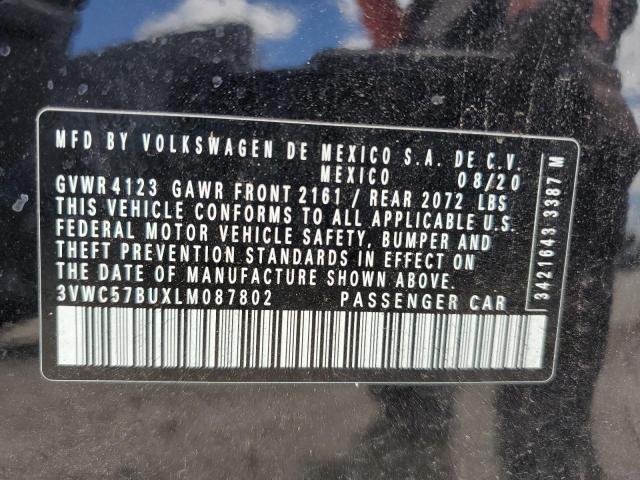 MFD BY VOLKSWAGEN DE MEXICO S.A. DE C.V.
MEXICO 08/20
GVWR 4123 GAWR FRONT 2161 / REAR 2072 LBS
THIS VEHICLE CONFORMS TO ALL APPLICABLE U.S.
FEDERAL MOTOR VEHICLE SAFETY, BUMPER AND
THEFT PREVENTION STANDARDS IN EFFECT ON
THE DATE OF MANUFACTURE SHOWN ABOVE.
3VWC57BUXLM087802 PASSENGER CAR
3421643 3387 M